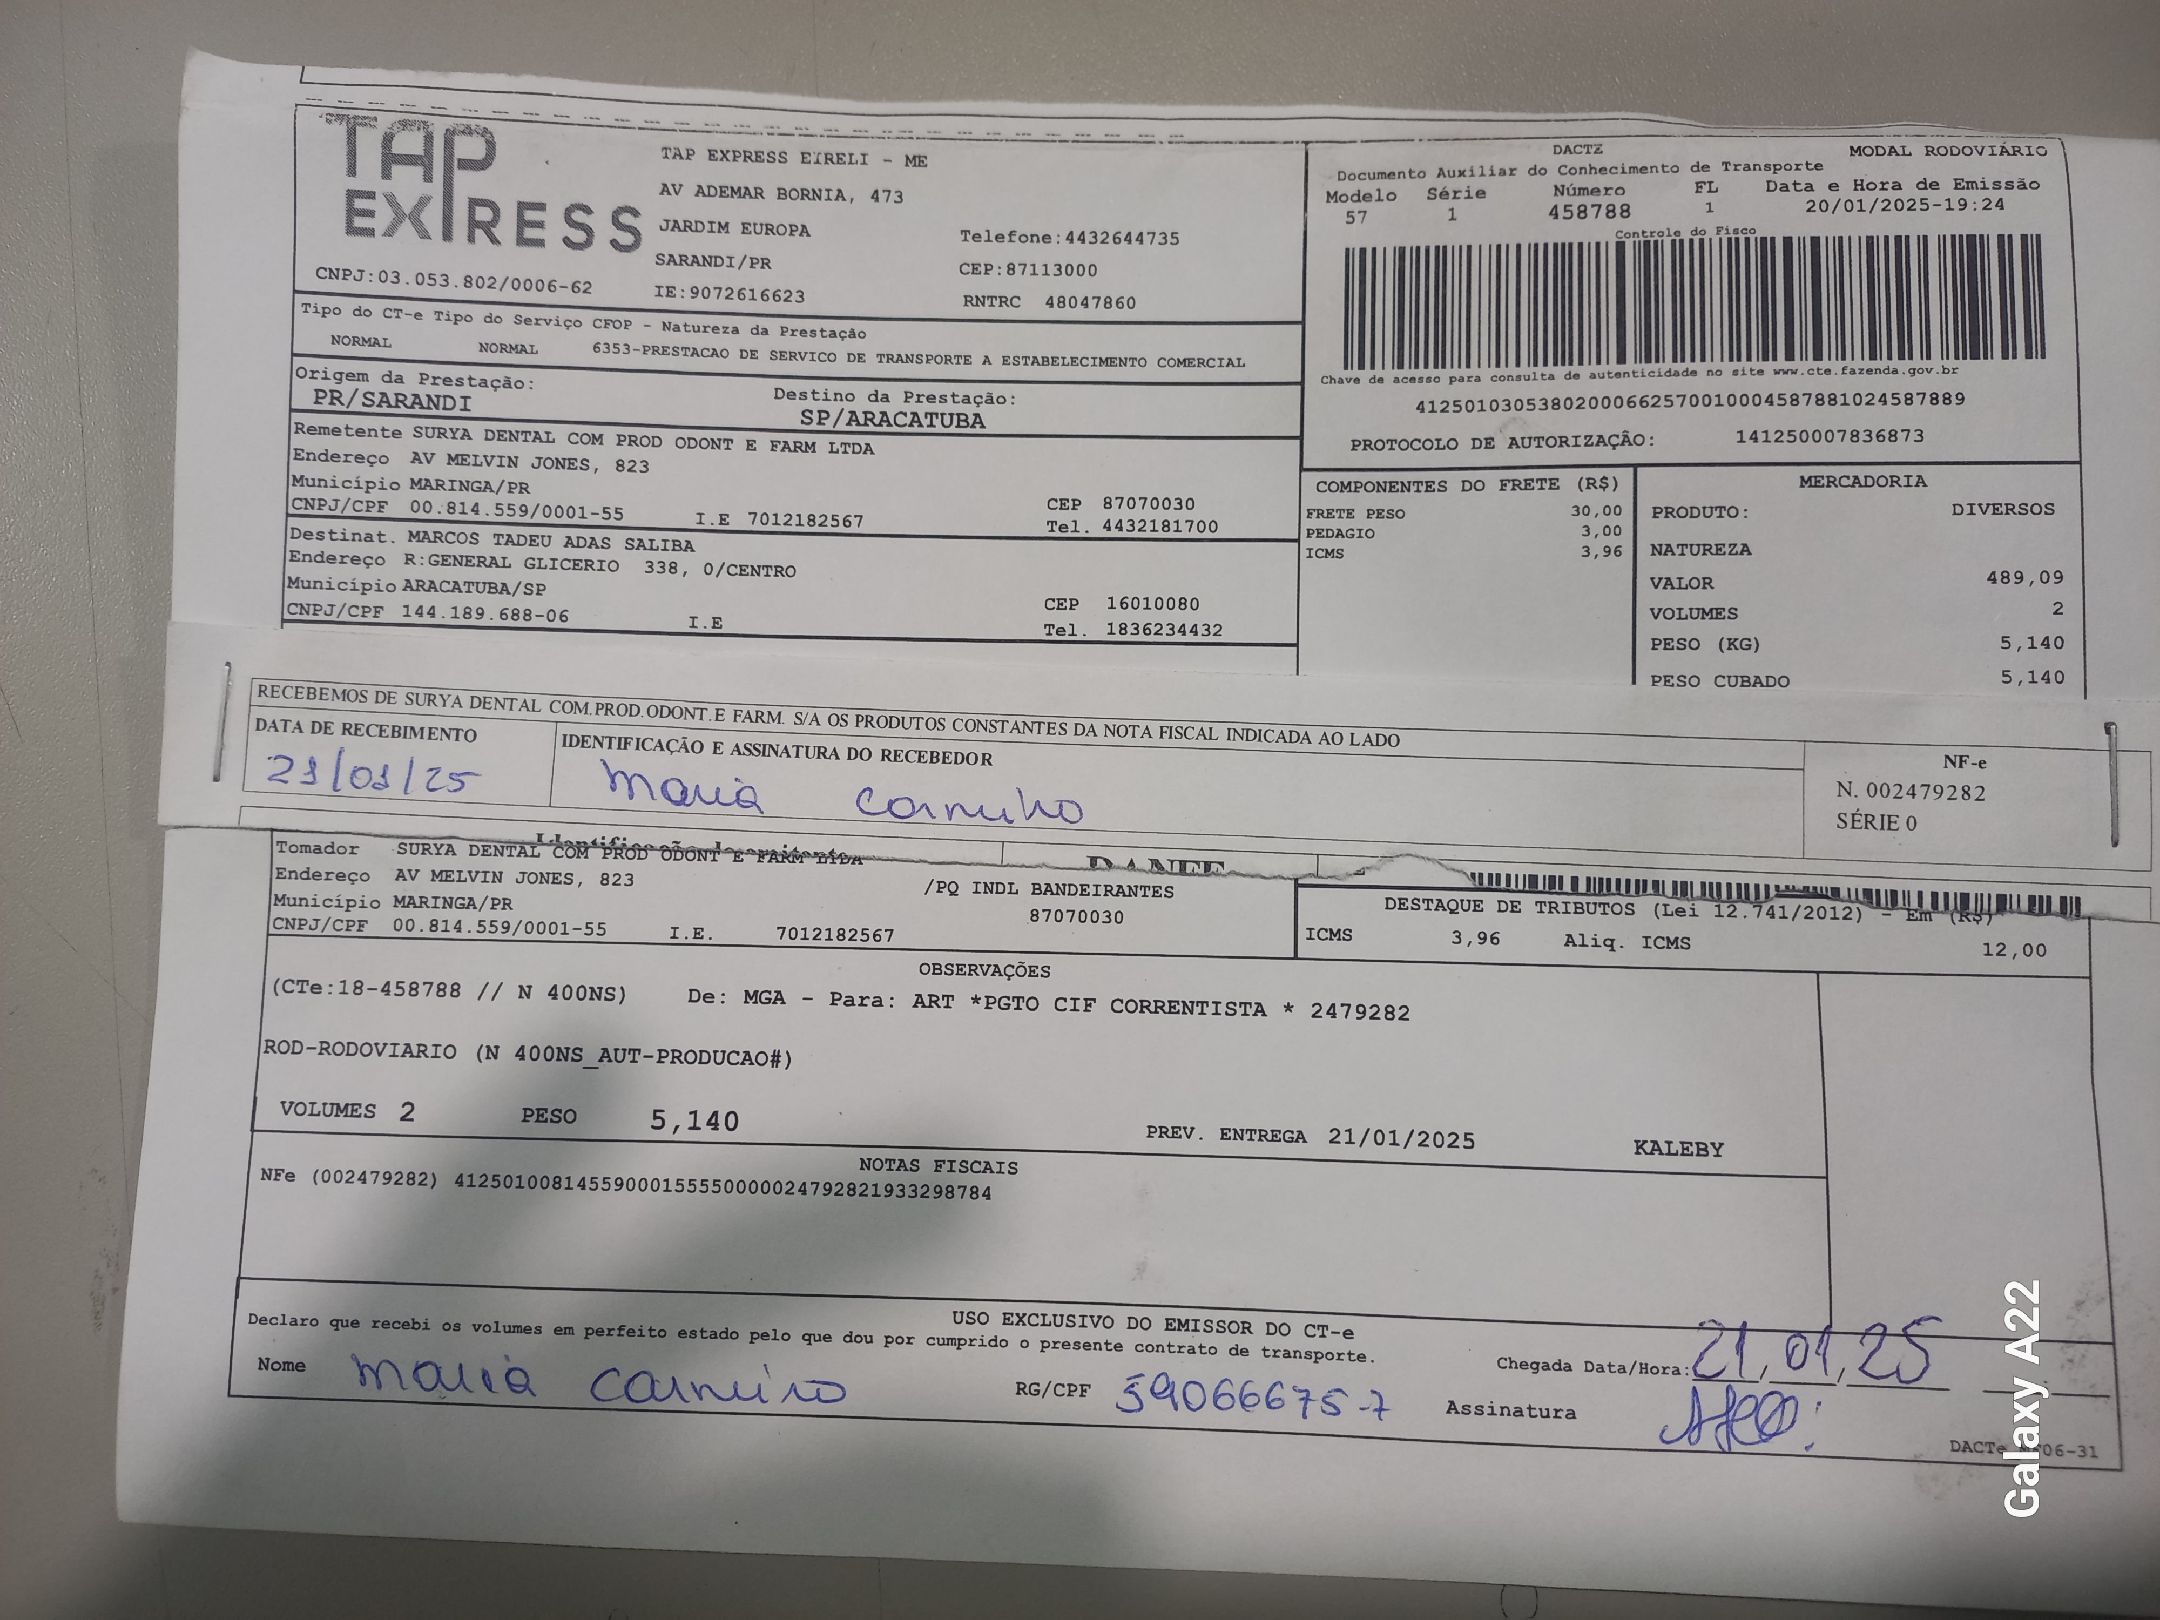 TAP
EXPRESS
CNPJ:03.053.802/0006-62
TAP EXPRESS EIRELI - ME
AV ADEMAR BORNIA, 473
JARDIM EUROPA
SARANDI/PR
IE:9072616623
Telefone:4432644735
CEP:87113000
RNTRC 48047860
DACTE
MODAL RODOVIÁRIO
Documento Auxiliar do Conhecimento de Transporte
Modelo Série Número FL Data e Hora de Emissão
57 1 458788 1 20/01/2025-19:24
Controle do Fisco
Chave de acesso para consulta de autenticidade no site www.cte.fazenda.gov.br
41250103053802000662570010004587881024587889
PROTOCOLO DE AUTORIZAÇÃO: 141250007836873
Tipo do CT-e Tipo do Serviço CFOP - Natureza da Prestação
NORMAL NORMAL 6353-PRESTACAO DE SERVICO DE TRANSPORTE A ESTABELECIMENTO COMERCIAL
Origem da Prestação: Destino da Prestação:
PR/SARANDI SP/ARACATUBA
Remetente SURYA DENTAL COM PROD ODONT E FARM LTDA
Endereço AV MELVIN JONES, 823
Município MARINGA/PR CEP 87070030
CNPJ/CPF 00.814.559/0001-55 I.E 7012182567 Tel. 4432181700
Destinat. MARCOS TADEU ADAS SALIBA
Endereço R:GENERAL GLICERIO 338, 0/CENTRO
Município ARACATUBA/SP CEP 16010080
CNPJ/CPF 144.189.688-06 I.E Tel. 1836234432
COMPONENTES DO FRETE (R$)
FRETE PESO 30,00
PEDAGIO 3,00
ICMS 3,96
MERCADORIA
PRODUTO: DIVERSOS
NATUREZA
VALOR 489,09
VOLUMES 2
PESO (KG) 5,140
PESO CUBADO 5,140
RECEBEMOS DE SURYA DENTAL COM.PROD.ODONT.E FARM. S/A OS PRODUTOS CONSTANTES DA NOTA FISCAL INDICADA AO LADO
DATA DE RECEBIMENTO
21/01/25
IDENTIFICAÇÃO E ASSINATURA DO RECEBEDOR
Maria Carneiro
NF-e
N. 002479282
SÉRIE 0
DANFE
Tomador SURYA DENTAL COM PROD ODONT E FARM LTDA
Endereço AV MELVIN JONES, 823 /PQ INDL BANDEIRANTES
Município MARINGA/PR 87070030
CNPJ/CPF 00.814.559/0001-55 I.E. 7012182567
DESTAQUE DE TRIBUTOS (Lei 12.741/2012) - Em (R$)
ICMS 3,96 Aliq. ICMS 12,00
OBSERVAÇÕES
(CTe:18-458788 // N 400NS) De: MGA - Para: ART *PGTO CIF CORRENTISTA * 2479282
ROD-RODOVIARIO (N 400NS_AUT-PRODUCAO#)
VOLUMES 2 PESO 5,140 PREV. ENTREGA 21/01/2025 KALEBY
NOTAS FISCAIS
NFe (002479282) 41250100814559000155550000024792821933298784
USO EXCLUSIVO DO EMISSOR DO CT-e
Declaro que recebi os volumes em perfeito estado pelo que dou por cumprido o presente contrato de transporte.
Chegada Data/Hora: 21,01,25
Nome Maria Carneiro RG/CPF 59066675-7 Assinatura
DACTe
06-31
Galaxy A22